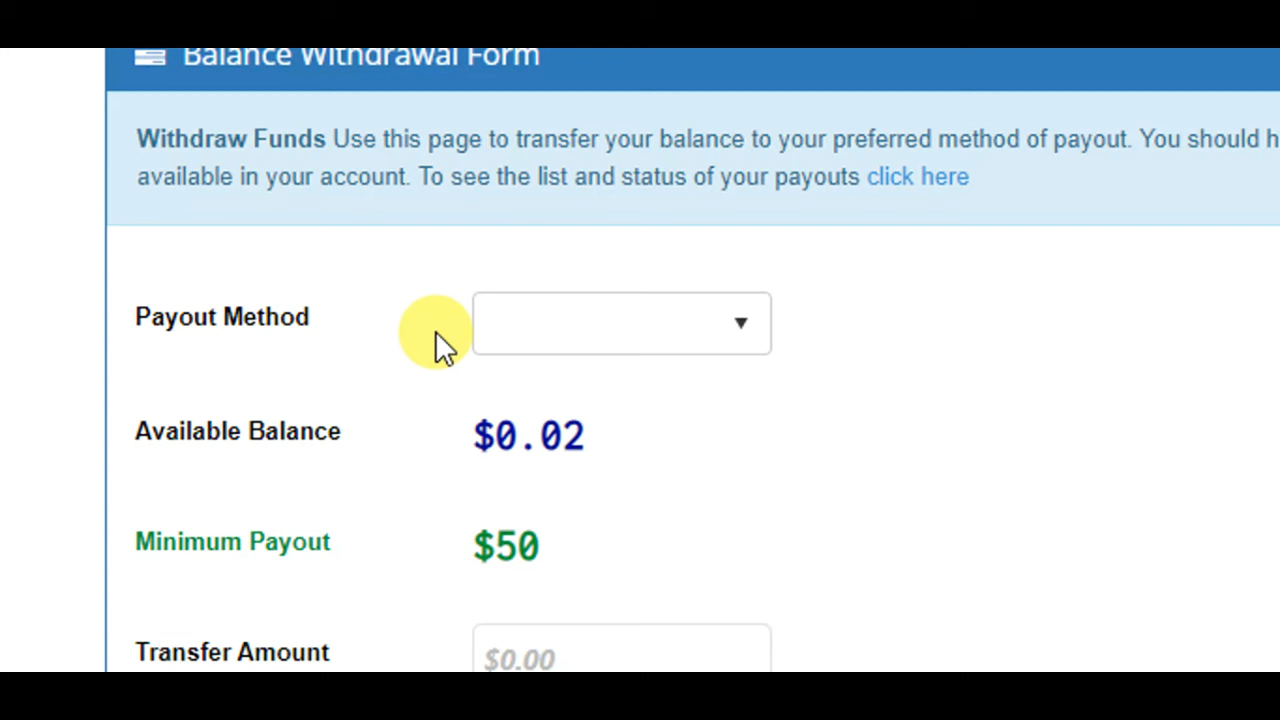 Balance Withdrawal Form
Withdraw Funds Use this page to transfer your balance to your preferred method of payout. You should
available in your account. To see the list and status of your payouts click here
Payout Method
Available Balance
$0.02
Minimum Payout
$50
Transfer Amount
$0.00